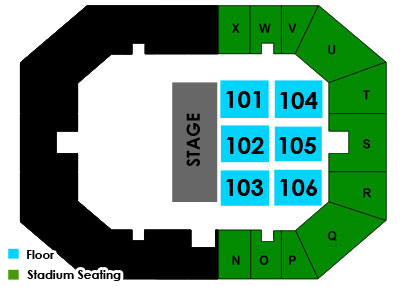 X W V
U
T
101 104
STAGE
102 105
S
103 106
R
Q
N O P
Floor
Stadium Seating